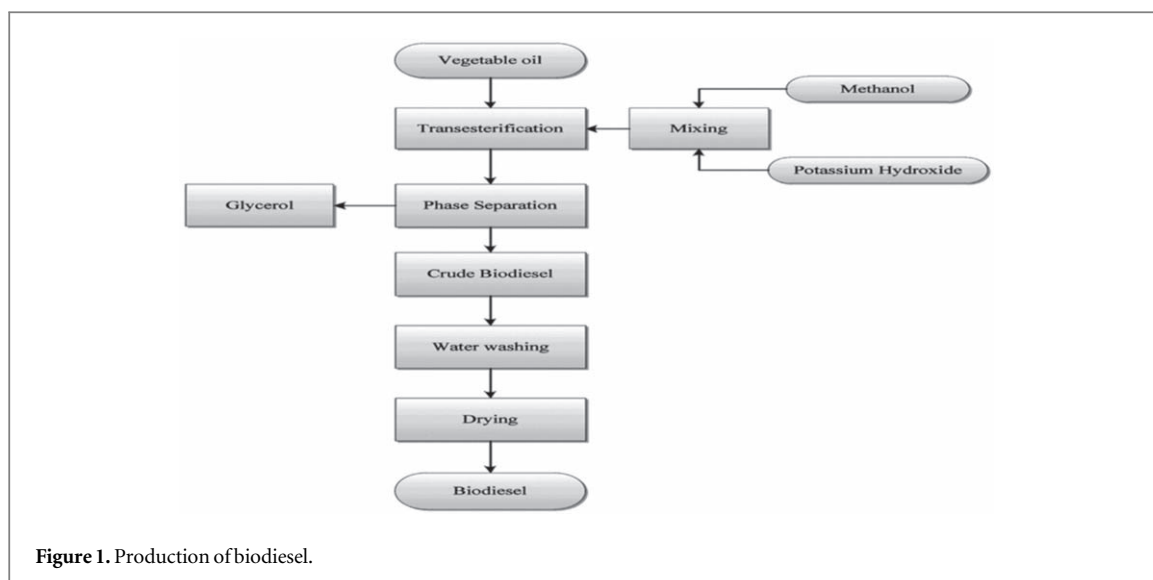 Vegetable oil
Methanol
Transesterification
Mixing
Potassium Hydroxide
Glycerol
Phase Separation
Crude Biodiesel
Water washing
Drying
Biodiesel
Figure 1. Production of biodiesel.